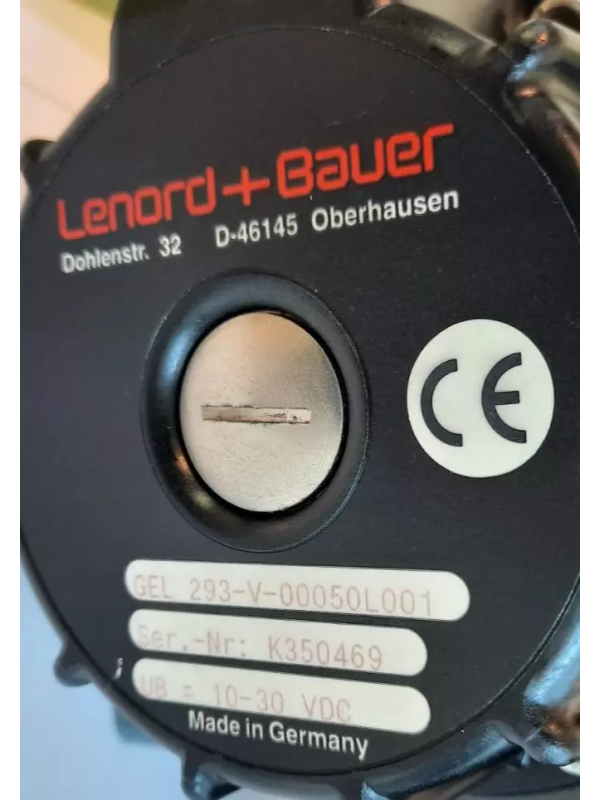 Lenord+Bauer
Dohlenstr. 32 D-46145 Oberhausen
CE
GEL 293-V-00050L001
Ser.-Nr: K350469
UB = 10-30 VDC
Made in Germany